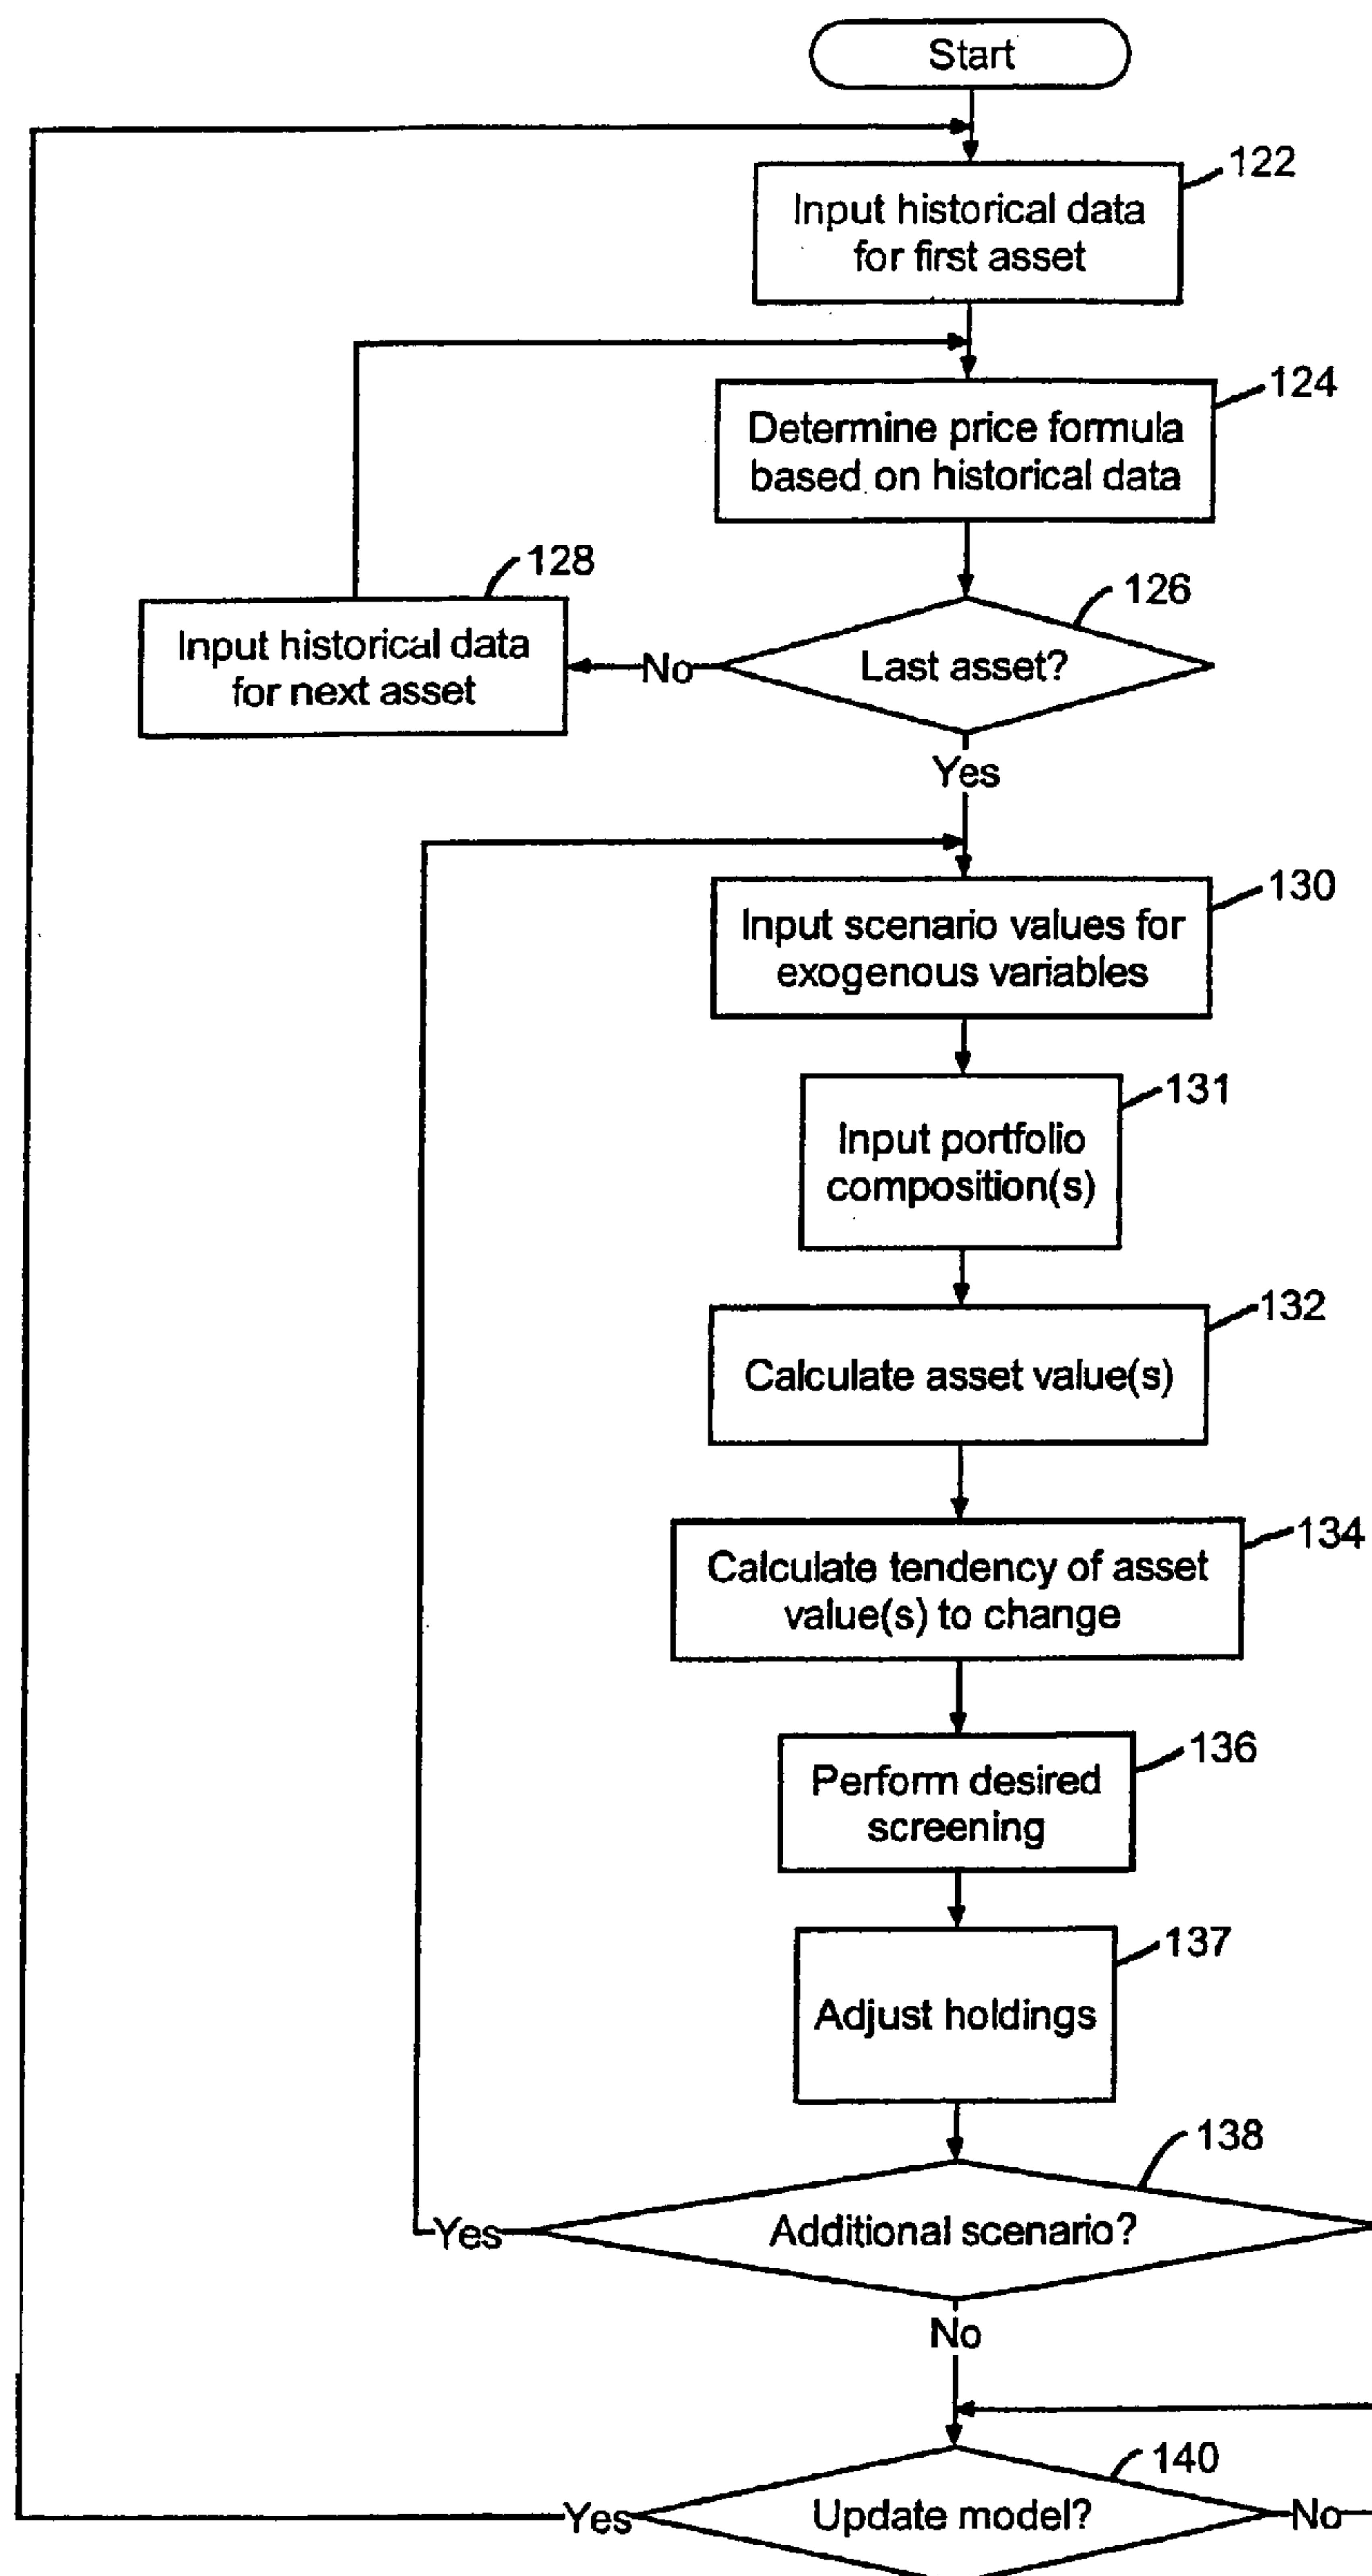 Start
122
Input historical data
for first asset
124
Determine price formula
based on historical data
128
Input historical data
for next asset
126
Last asset?
No
Yes
130
Input scenario values for
exogenous variables
131
Input portfolio
composition(s)
132
Calculate asset value(s)
134
Calculate tendency of asset
value(s) to change
136
Perform desired
screening
137
Adjust holdings
138
Additional scenario?
Yes
No
140
Update model?
Yes
No